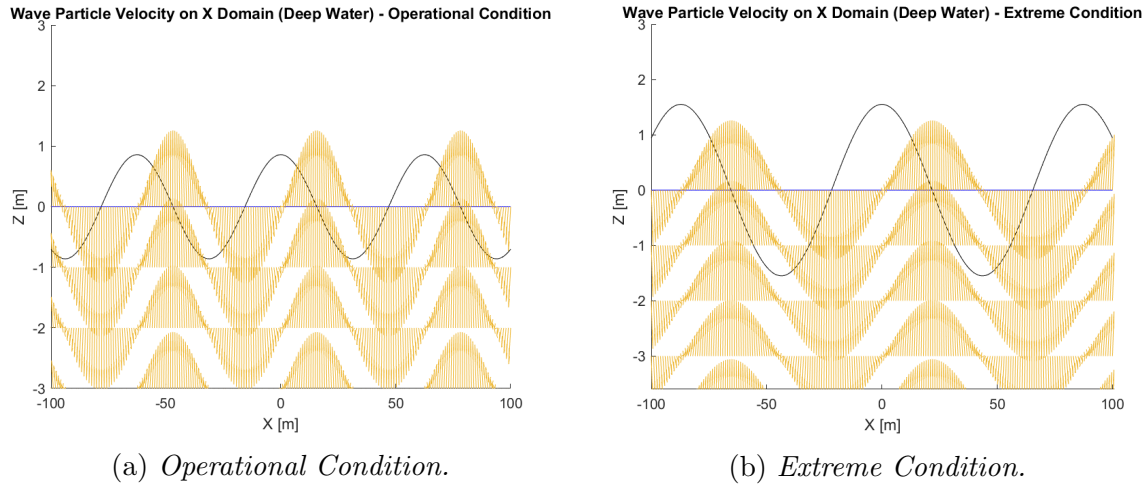 Wave Particle Velocity on X Domain (Deep Water) - Operational Condition
3
2
1
0
-1
-2
-3
Z [m]
-100 -50 0 50 100
X [m]
(a) Operational Condition.
Wave Particle Velocity on X Domain (Deep Water) - Extreme Condition
3
2
1
0
-1
-2
-3
Z [m]
-100 -50 0 50 100
X [m]
(b) Extreme Condition.